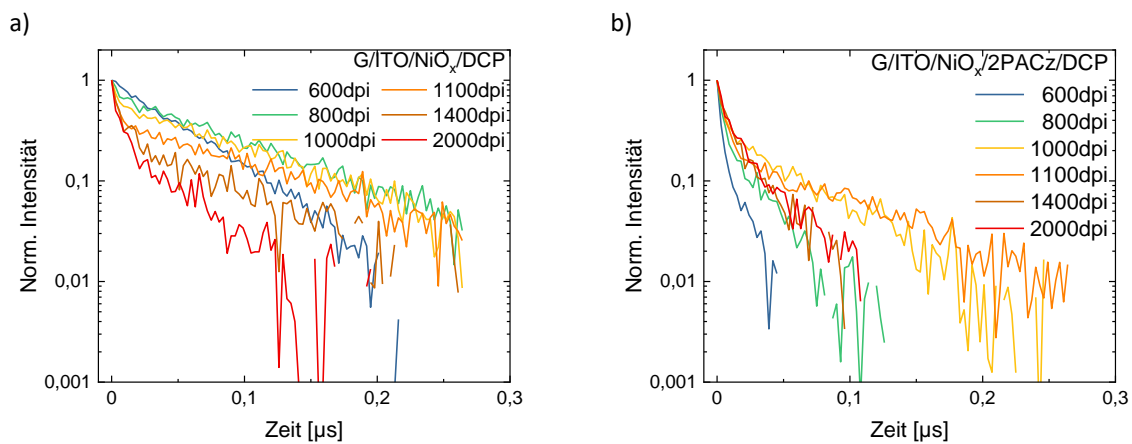 a)
G/ITO/NiOx/DCP
600dpi 1100dpi
800dpi 1400dpi
1000dpi 2000dpi
1
0,1
0,01
0,001
Norm. Intensität
0 0,1 0,2 0,3
Zeit [µs]
b)
G/ITO/NiOx/2PACz/DCP
600dpi
800dpi
1000dpi
1100dpi
1400dpi
2000dpi
1
0,1
0,01
0,001
Norm. Intensität
0 0,1 0,2 0,3
Zeit [µs]